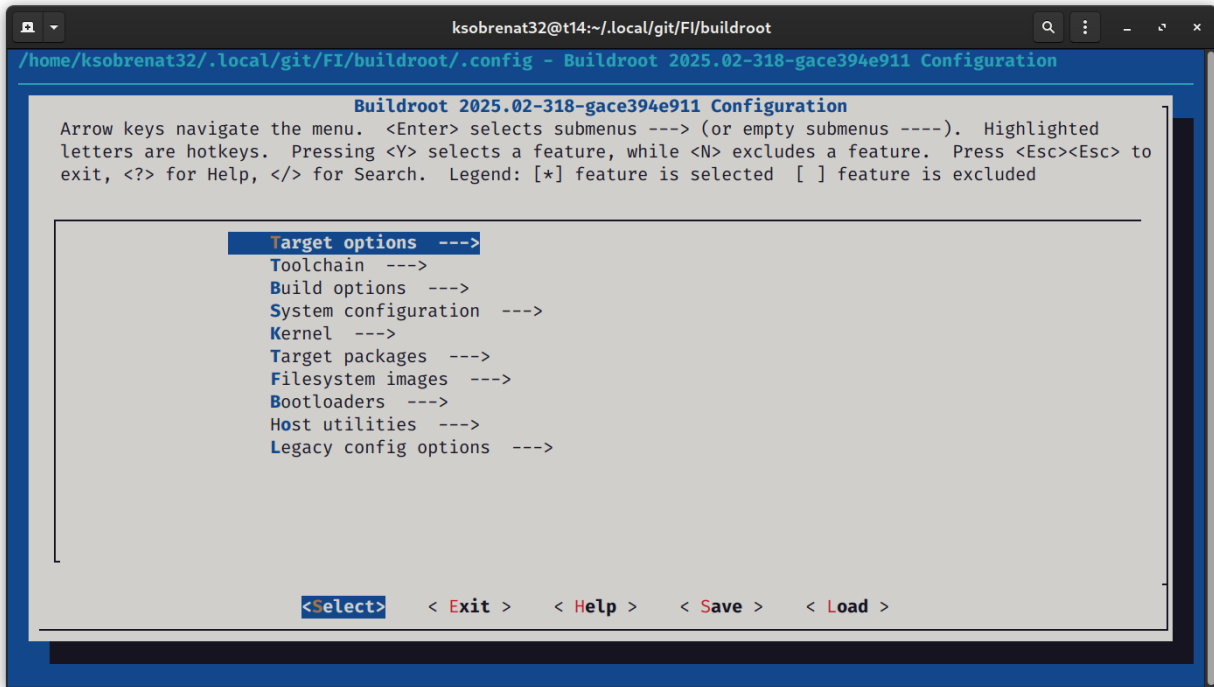 ksobrenat32@t14:~/.local/git/FI/buildroot
/home/ksobrenat32/.local/git/FI/buildroot/.config - Buildroot 2025.02-318-gace394e911 Configuration
Buildroot 2025.02-318-gace394e911 Configuration
Arrow keys navigate the menu.  <Enter> selects submenus ---> (or empty submenus ----).  Highlighted
letters are hotkeys.  Pressing <Y> selects a feature, while <N> excludes a feature.  Press <Esc><Esc> to
exit, <?> for Help, </> for Search.  Legend: [*] feature is selected  [ ] feature is excluded
Target options  --->
Toolchain  --->
Build options  --->
System configuration  --->
Kernel  --->
Target packages  --->
Filesystem images  --->
Bootloaders  --->
Host utilities  --->
Legacy config options  --->
<Select>    < Exit >    < Help >    < Save >    < Load >